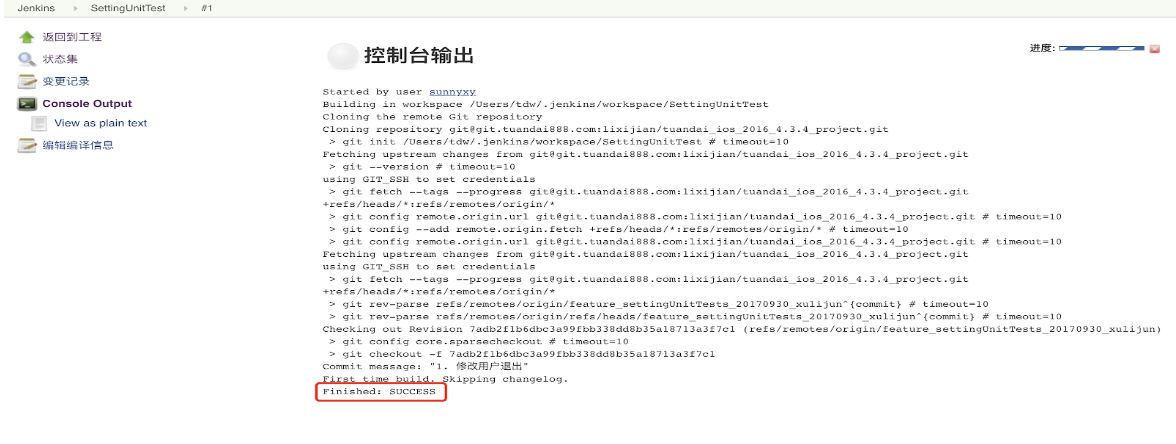 Jenkins ▸ SettingUnitTest ▸ #1
返回到工程
状态集
变更记录
Console Output
View as plain text
编辑编译信息
控制台输出
进度:
Started by user sunnyxy
Building in workspace /Users/tdw/.jenkins/workspace/SettingUnitTest
Cloning the remote Git repository
Cloning repository git@git.tuandai888.com:lixijian/tuandai_ios_2016_4.3.4_project.git
> git init /Users/tdw/.jenkins/workspace/SettingUnitTest # timeout=10
Fetching upstream changes from git@git.tuandai888.com:lixijian/tuandai_ios_2016_4.3.4_project.git
> git --version # timeout=10
using GIT_SSH to set credentials
> git fetch --tags --progress git@git.tuandai888.com:lixijian/tuandai_ios_2016_4.3.4_project.git
+refs/heads/*:refs/remotes/origin/*
> git config remote.origin.url git@git.tuandai888.com:lixijian/tuandai_ios_2016_4.3.4_project.git # timeout=10
> git config --add remote.origin.fetch +refs/heads/*:refs/remotes/origin/* # timeout=10
> git config remote.origin.url git@git.tuandai888.com:lixijian/tuandai_ios_2016_4.3.4_project.git # timeout=10
Fetching upstream changes from git@git.tuandai888.com:lixijian/tuandai_ios_2016_4.3.4_project.git
using GIT_SSH to set credentials
> git fetch --tags --progress git@git.tuandai888.com:lixijian/tuandai_ios_2016_4.3.4_project.git
+refs/heads/*:refs/remotes/origin/*
> git rev-parse refs/remotes/origin/feature_settingUnitTests_20170930_xulijun^{commit} # timeout=10
> git rev-parse refs/remotes/origin/refs/heads/feature_settingUnitTests_20170930_xulijun^{commit} # timeout=10
Checking out Revision 7adb2f1b6dbc3a99fbb338dd8b35a18713a3f7c1 (refs/remotes/origin/feature_settingUnitTests_20170930_xulijun)
> git config core.sparsecheckout # timeout=10
> git checkout -f 7adb2f1b6dbc3a99fbb338dd8b35a18713a3f7c1
Commit message: "1. 修改用户退出"
First time build. Skipping changelog.
Finished: SUCCESS